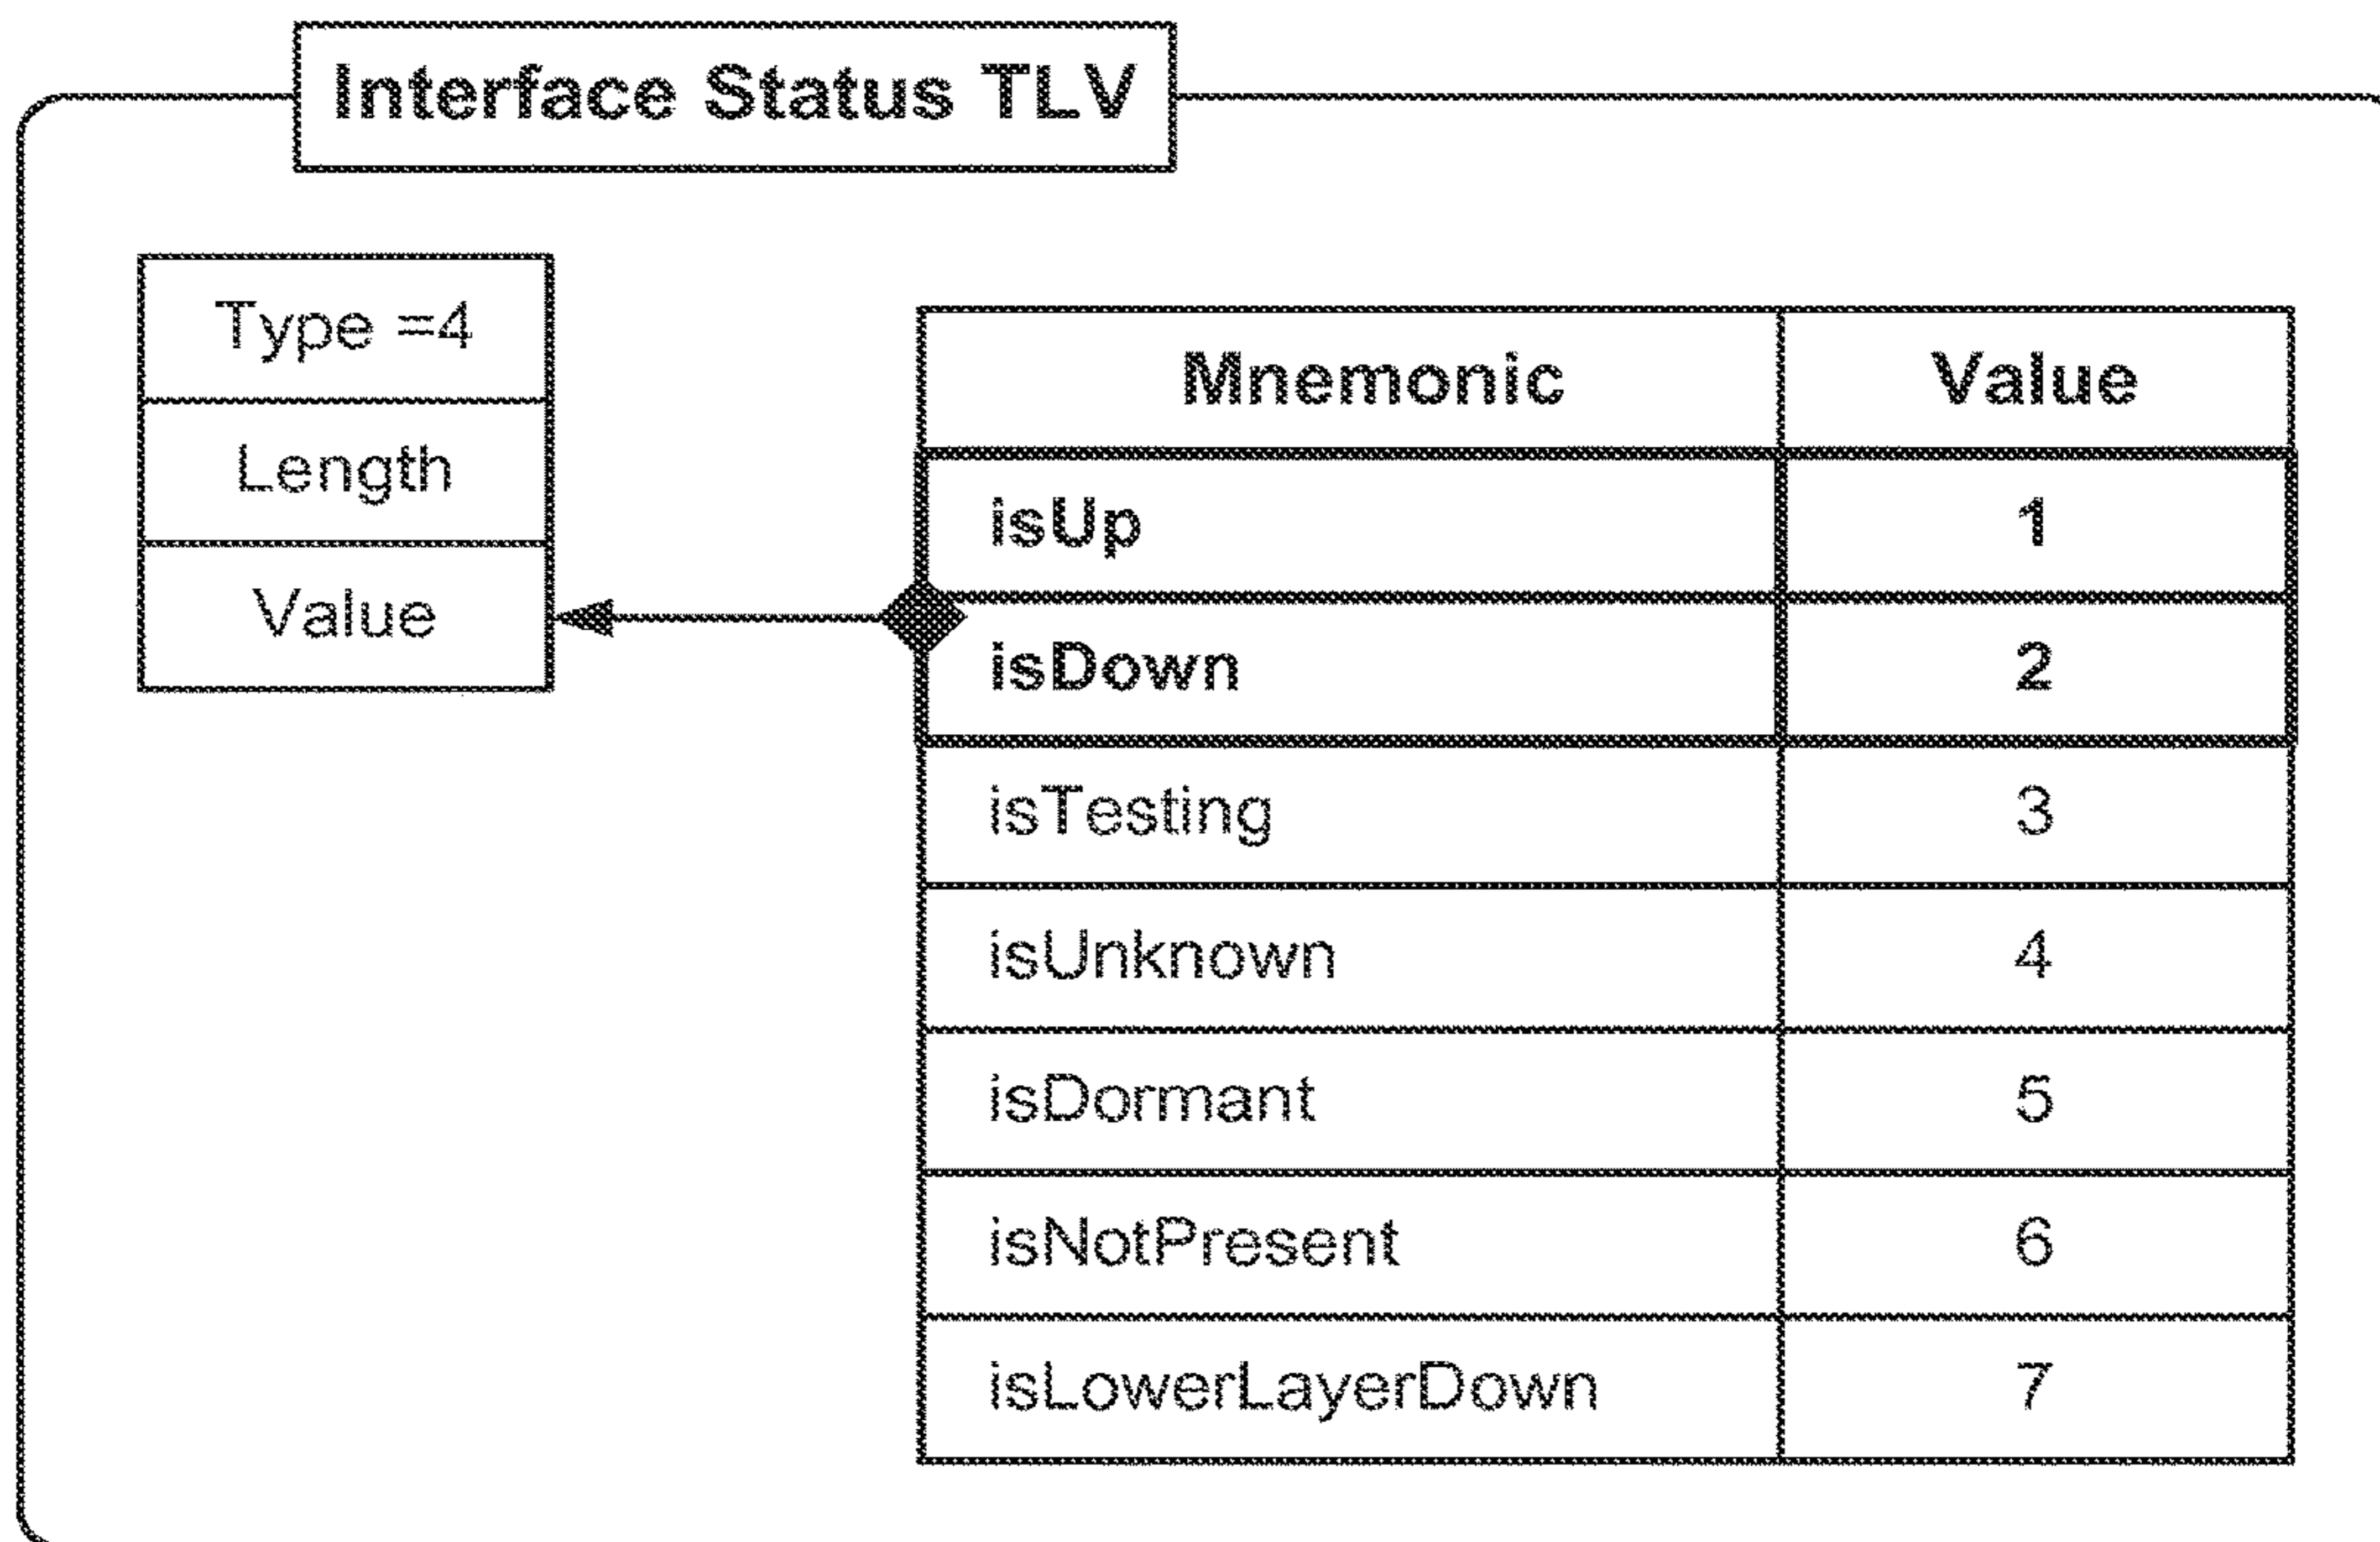 Interface Status TLV
Type =4
Length
Value
Mnemonic Value
isUp 1
isDown 2
isTesting 3
isUnknown 4
isDormant 5
isNotPresent 6
isLowerLayerDown 7